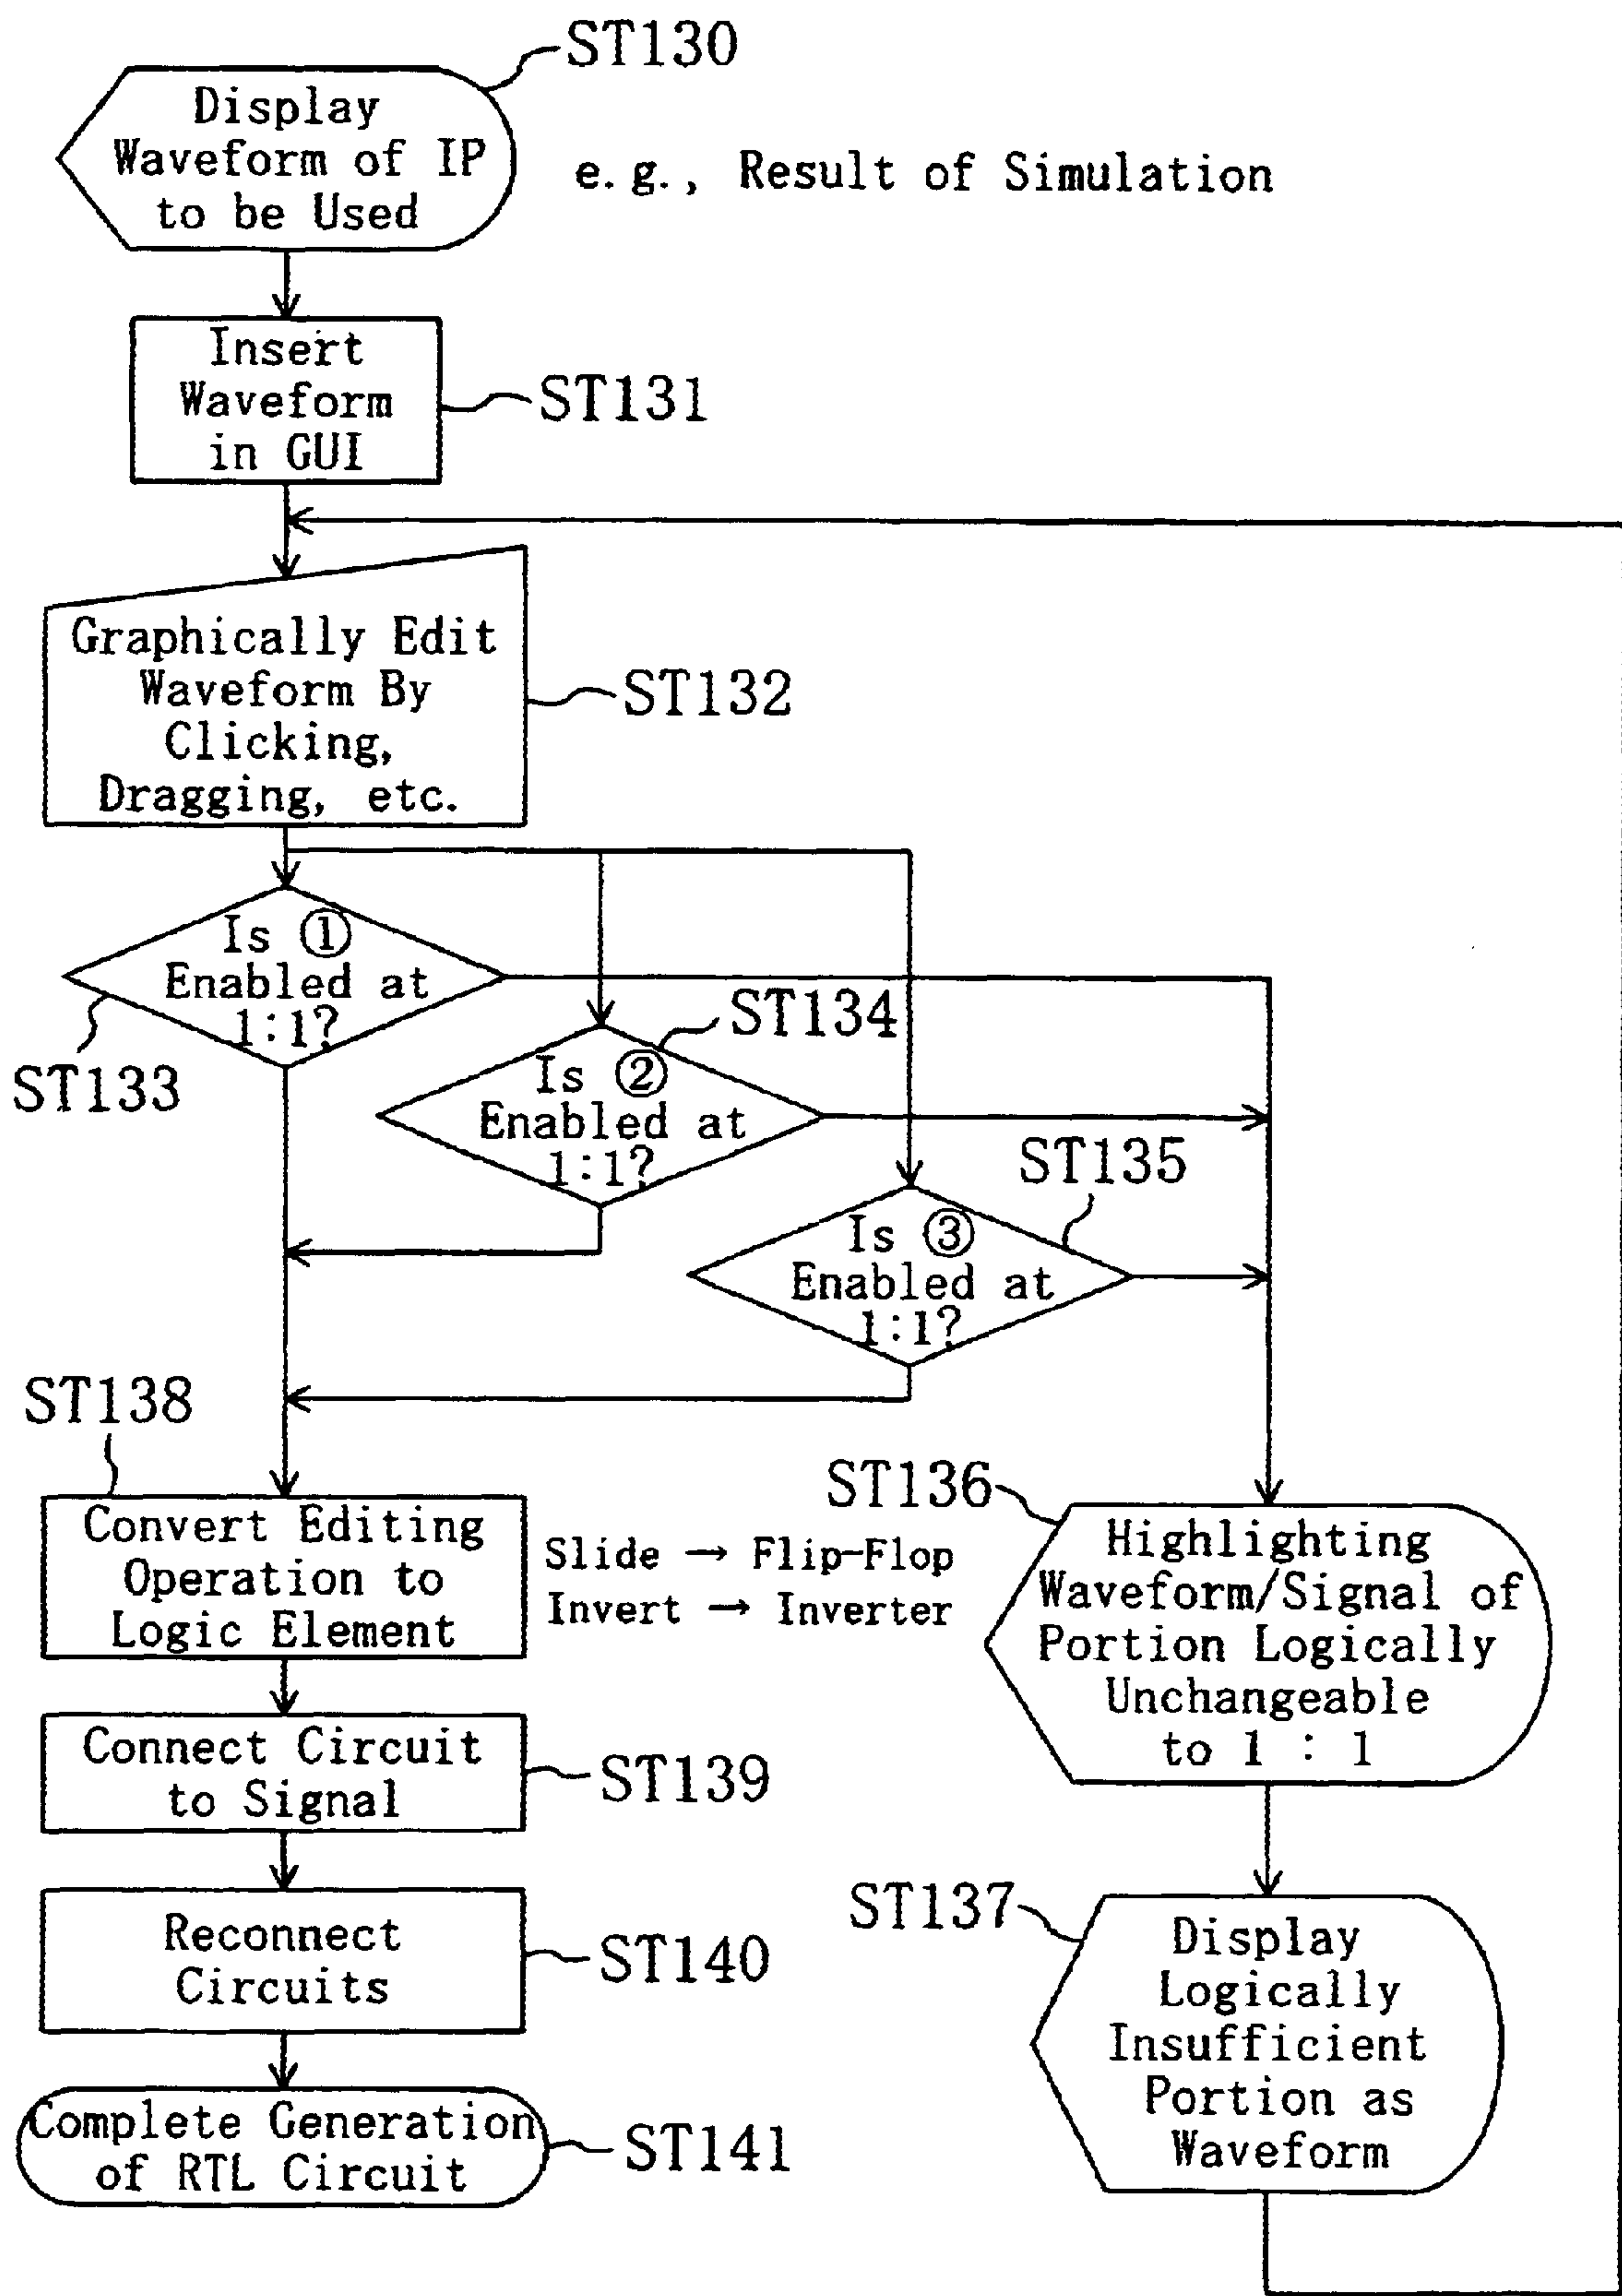 ST130
Display
Waveform of IP
to be Used
e.g., Result of Simulation
Insert
Waveform
in GUI
ST131
Graphically Edit
Waveform By
Clicking,
Dragging, etc.
ST132
Is ①
Enabled at
1:1?
ST133
ST134
Is ②
Enabled at
1:1?
ST135
Is ③
Enabled at
1:1?
ST138
Convert Editing
Operation to
Logic Element
Slide → Flip-Flop
Invert → Inverter
ST136
Highlighting
Waveform/Signal of
Portion Logically
Unchangeable
to 1 : 1
Connect Circuit
to Signal
ST139
Reconnect
Circuits
ST140
ST137
Display
Logically
Insufficient
Portion as
Waveform
Complete Generation
of RTL Circuit
ST141